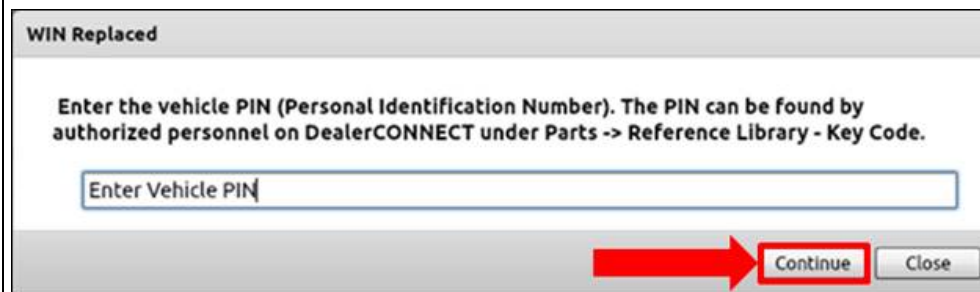 WIN Replaced
Enter the vehicle PIN (Personal Identification Number). The PIN can be found by
authorized personnel on DealerCONNECT under Parts -> Reference Library - Key Code.
Enter Vehicle PIN
Continue Close